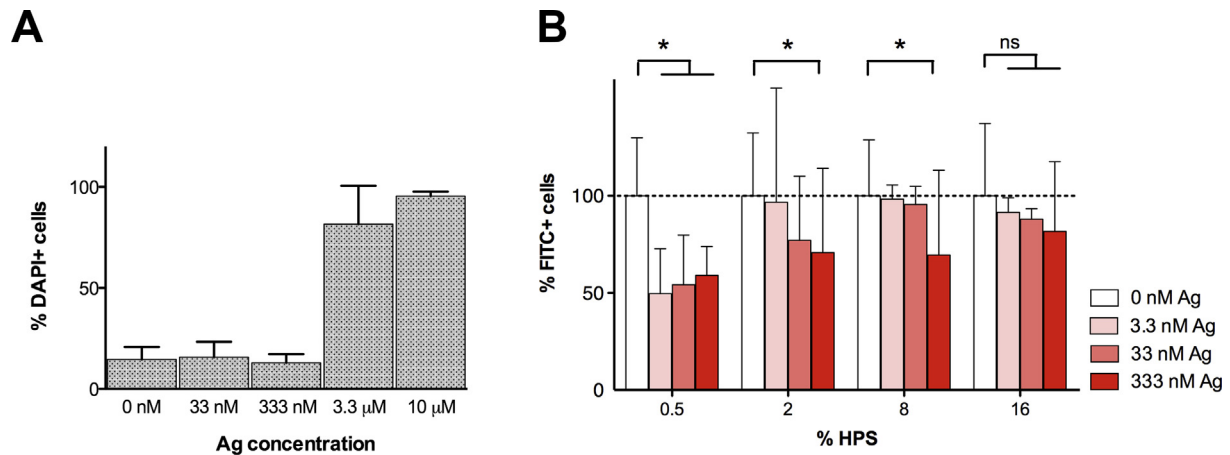 A
% DAPI+ cells
100
50
0
0 nM 33 nM 333 nM 3.3 μM 10 μM
Ag concentration
B
* * * ns
% FITC+ cells
100
50
0
0.5 2 8 16
% HPS
0 nM Ag
3.3 nM Ag
33 nM Ag
333 nM Ag